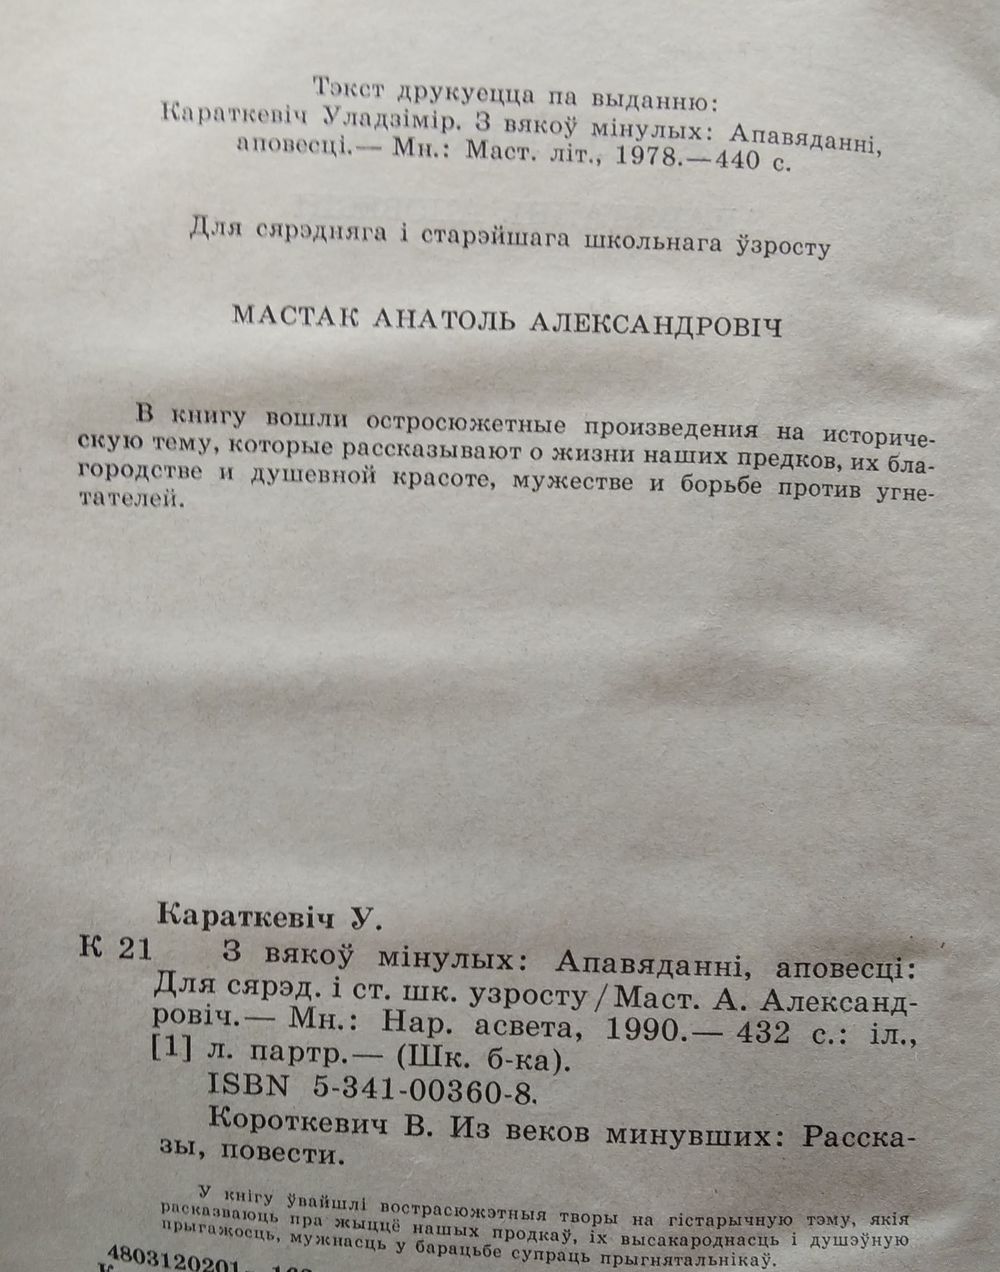 Тэкст друкуецца па выданню:
Караткевіч Уладзімір. З вякоў мінулых: Апавяданні,
аповесці.— Мн.: Маст. літ., 1978.—440 с.
Для сярэдняга і старэйшага школьнага ўзросту
МАСТАК АНАТОЛЬ АЛЕКСАНДРОВІЧ
В книгу вошли остросюжетные произведения на историче-
скую тему, которые рассказывают о жизни наших предков, их бла-
городстве и душевной красоте, мужестве и борьбе против угне-
тателей.
Караткевіч У.
К 21 З вякоў мінулых: Апавяданні, аповесці:
Для сярэд. і ст. шк. узросту/Маст. А. Александ-
ровіч.— Мн.: Нар. асвета, 1990.— 432 с.: іл.,
[1] л. партр.— (Шк. б-ка).
ISBN 5-341-00360-8.
Короткевич В. Из веков минувших: Расска-
зы, повести.
У кнігу ўвайшлі вострасюжэтныя творы на гістарычную тэму, якія
расказваюць пра жыццё нашых продкаў, іх высакароднасць і душэўную
прыгажосць, мужнасць у барацьбе супраць прыгнятальнікаў.
4803120201—